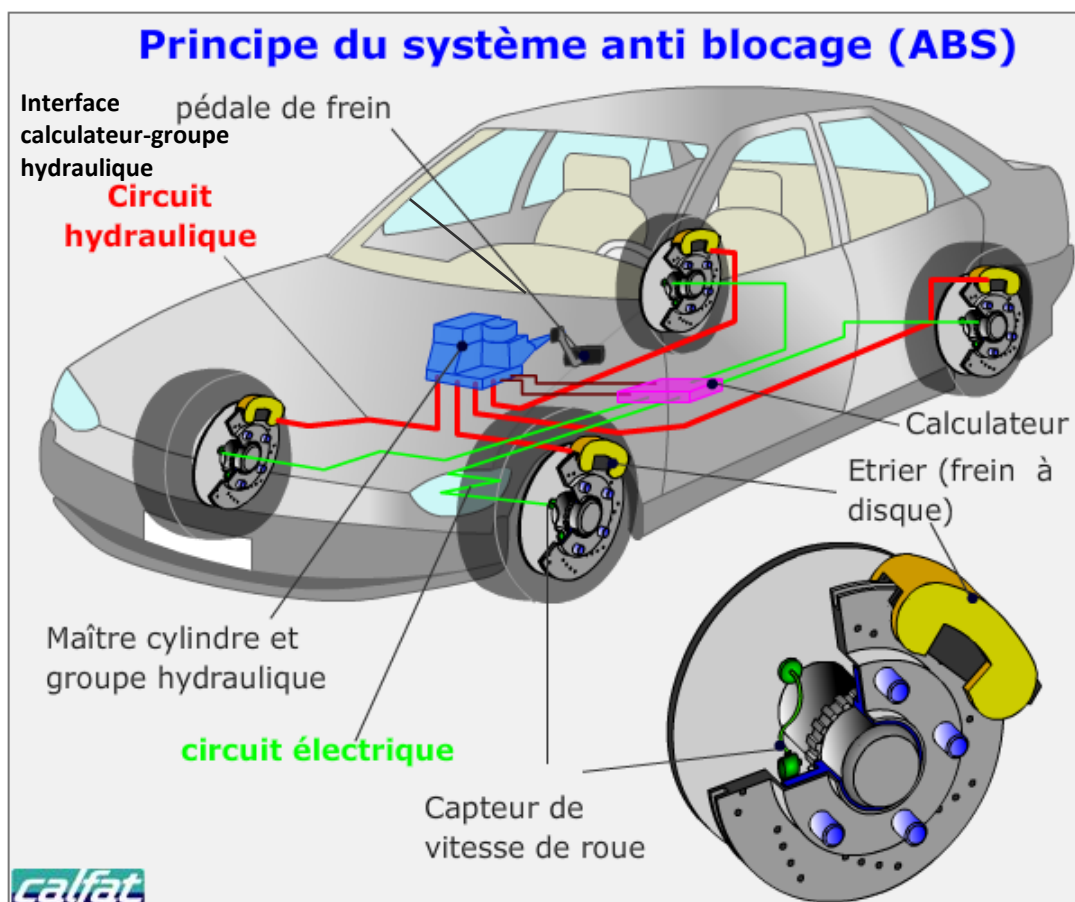 Principe du système anti blocage (ABS)
Interface
calculateur-groupe
hydraulique
pédale de frein
Circuit
hydraulique
Calculateur
Etrier (frein à
disque)
Maître cylindre et
groupe hydraulique
circuit électrique
Capteur de
vitesse de roue
calfat